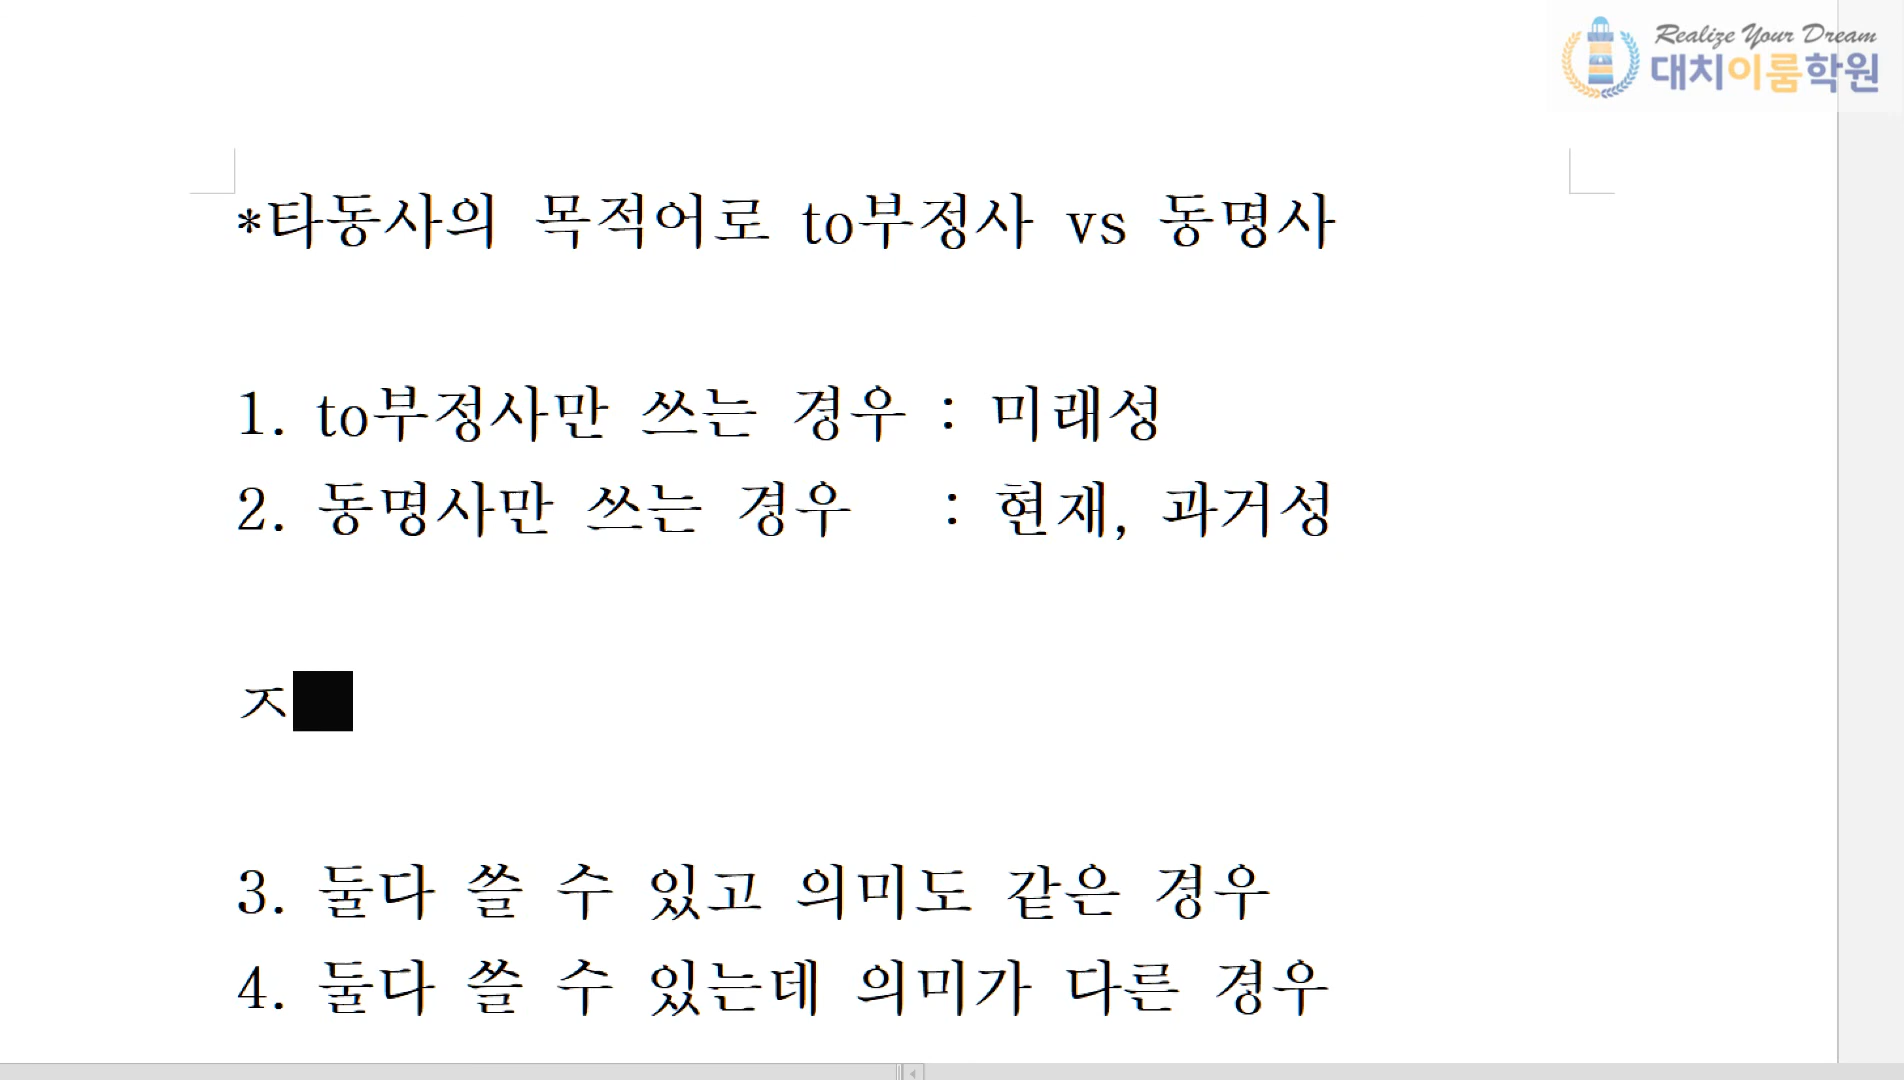 Realize Your Dream
대치이룸학원
*타동사의 목적어로 to부정사 vs 동명사
1. to부정사만 쓰는 경우 : 미래성
2. 동명사만 쓰는 경우 : 현재, 과거성
ㅈ
3. 둘다 쓸 수 있고 의미도 같은 경우
4. 둘다 쓸 수 있는데 의미가 다른 경우